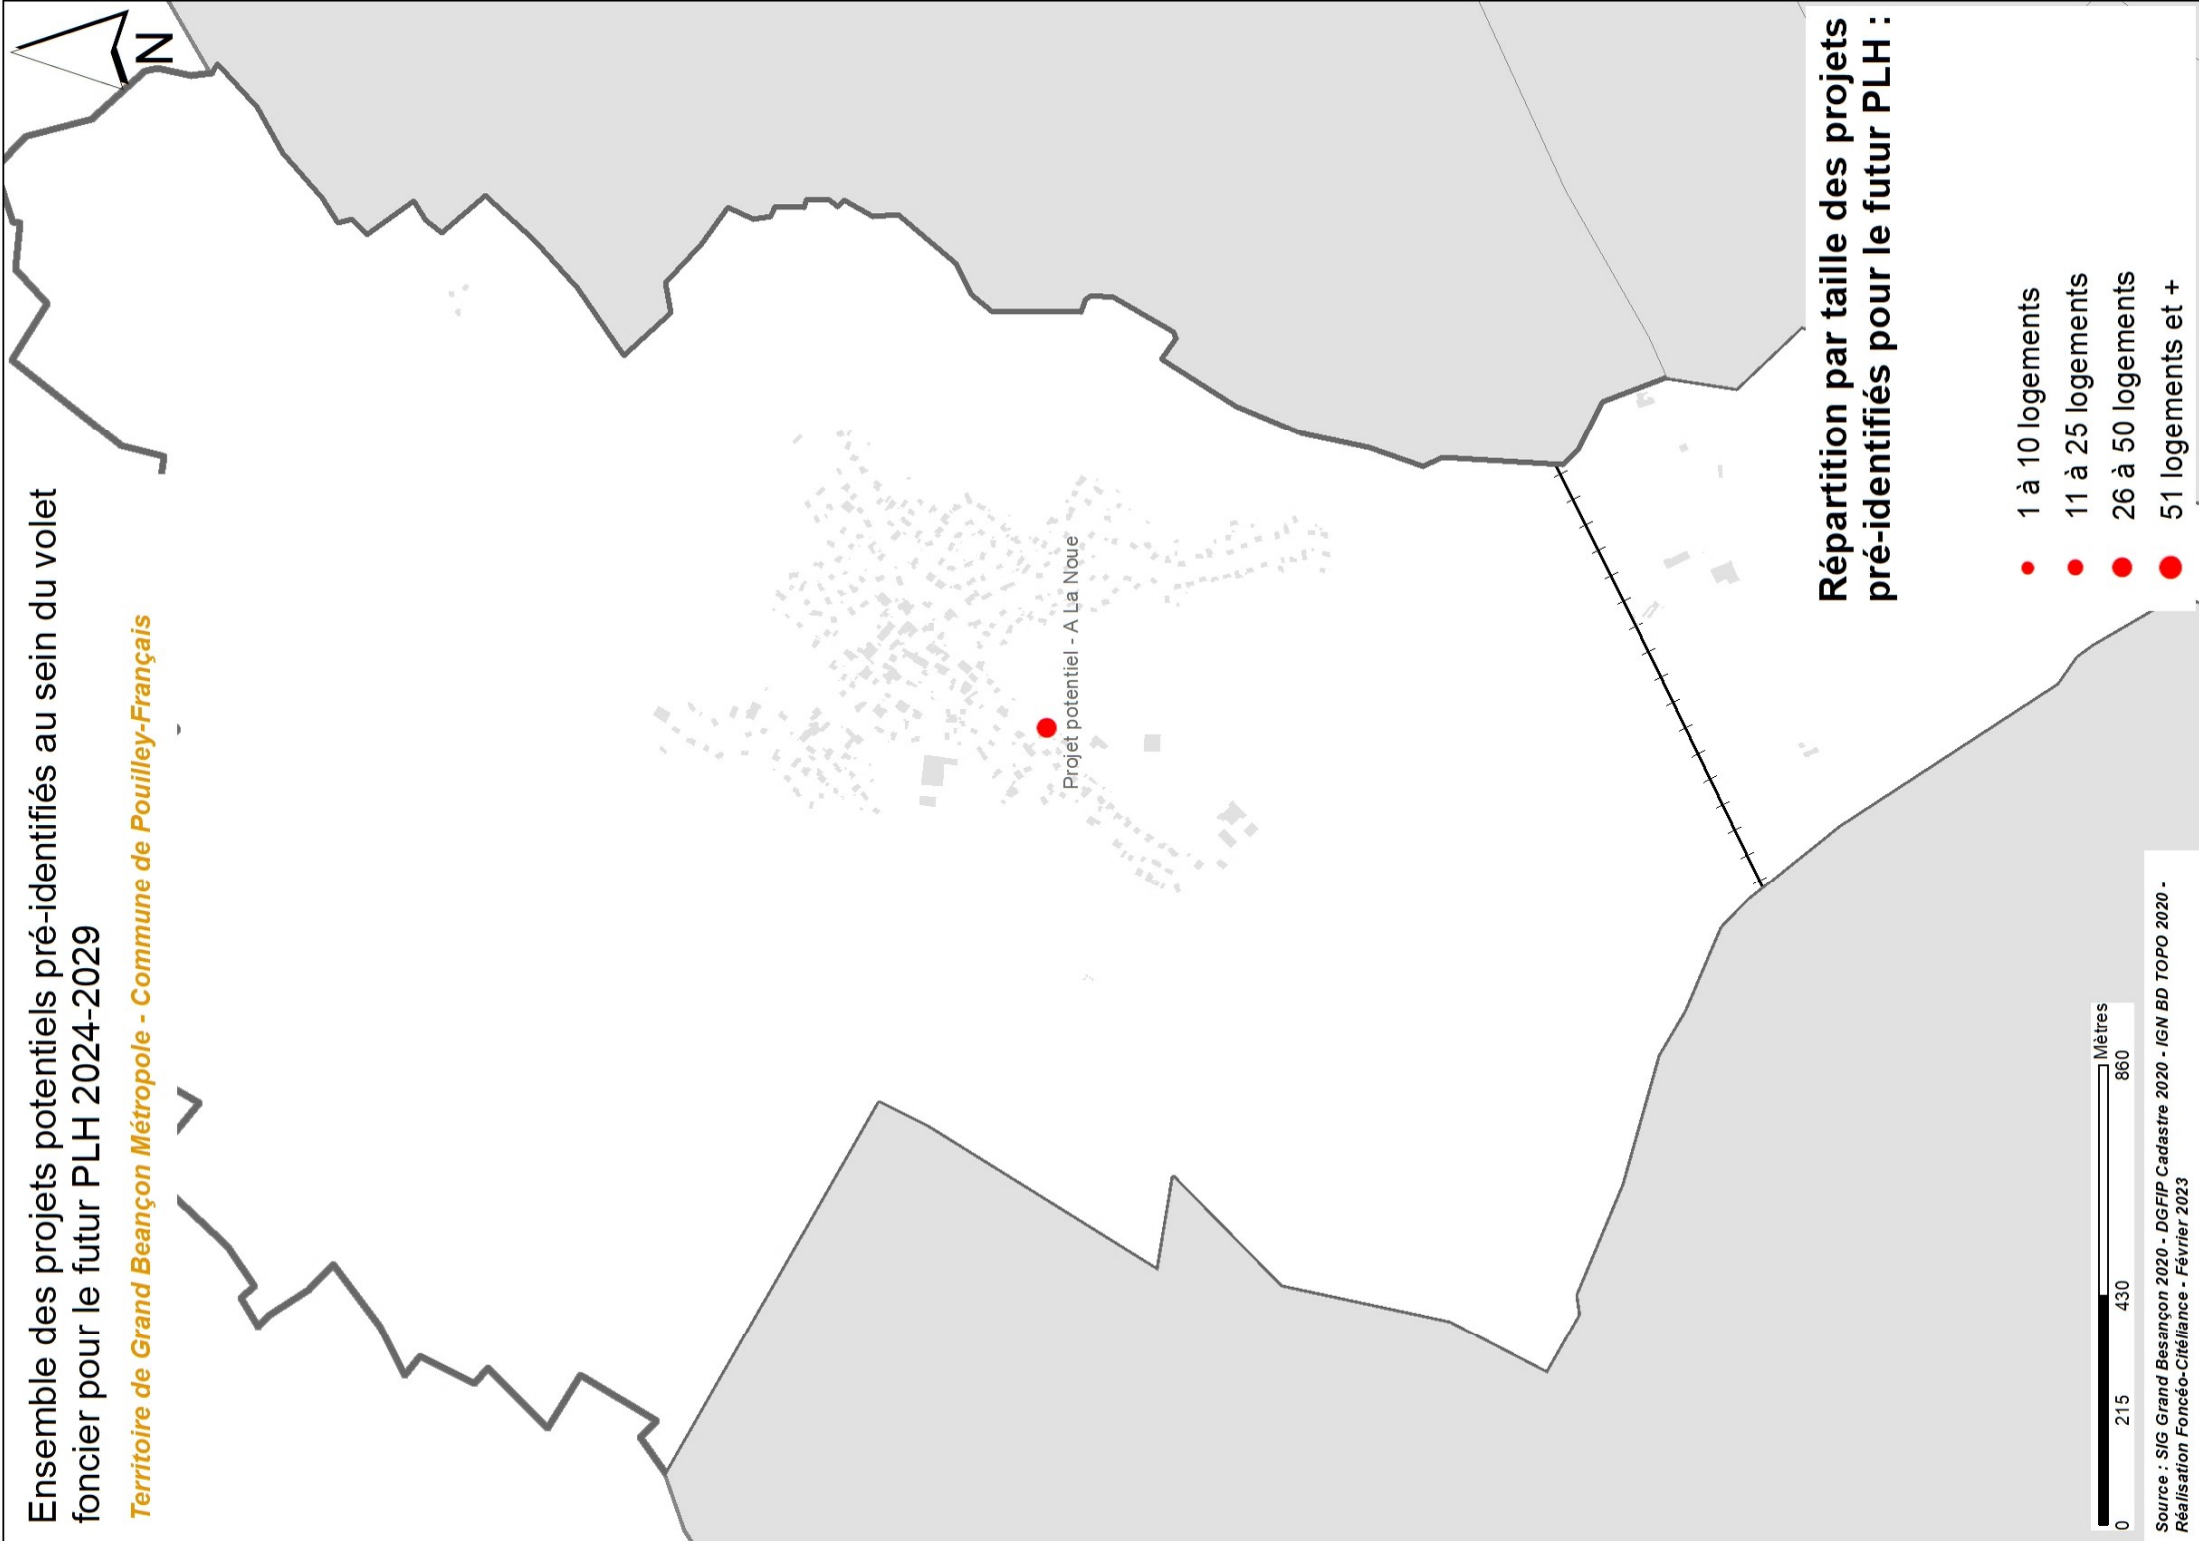 Ensemble des projets potentiels pré-identifiés au sein du volet
foncier pour le futur PLH 2024-2029
Territoire de Grand Beançon Métropole - Commune de Pouilley-Français
N
Projet potentiel - A La Noue
Répartition par taille des projets
pré-identifiés pour le futur PLH :
1 à 10 logements
11 à 25 logements
26 à 50 logements
51 logements et +
Mètres
0 215 430 860
Source : SIG Grand Besançon 2020 - DGFIP Cadastre 2020 - IGN BD TOPO 2020 -
Réalisation Foncéo-Citéliance - Février 2023